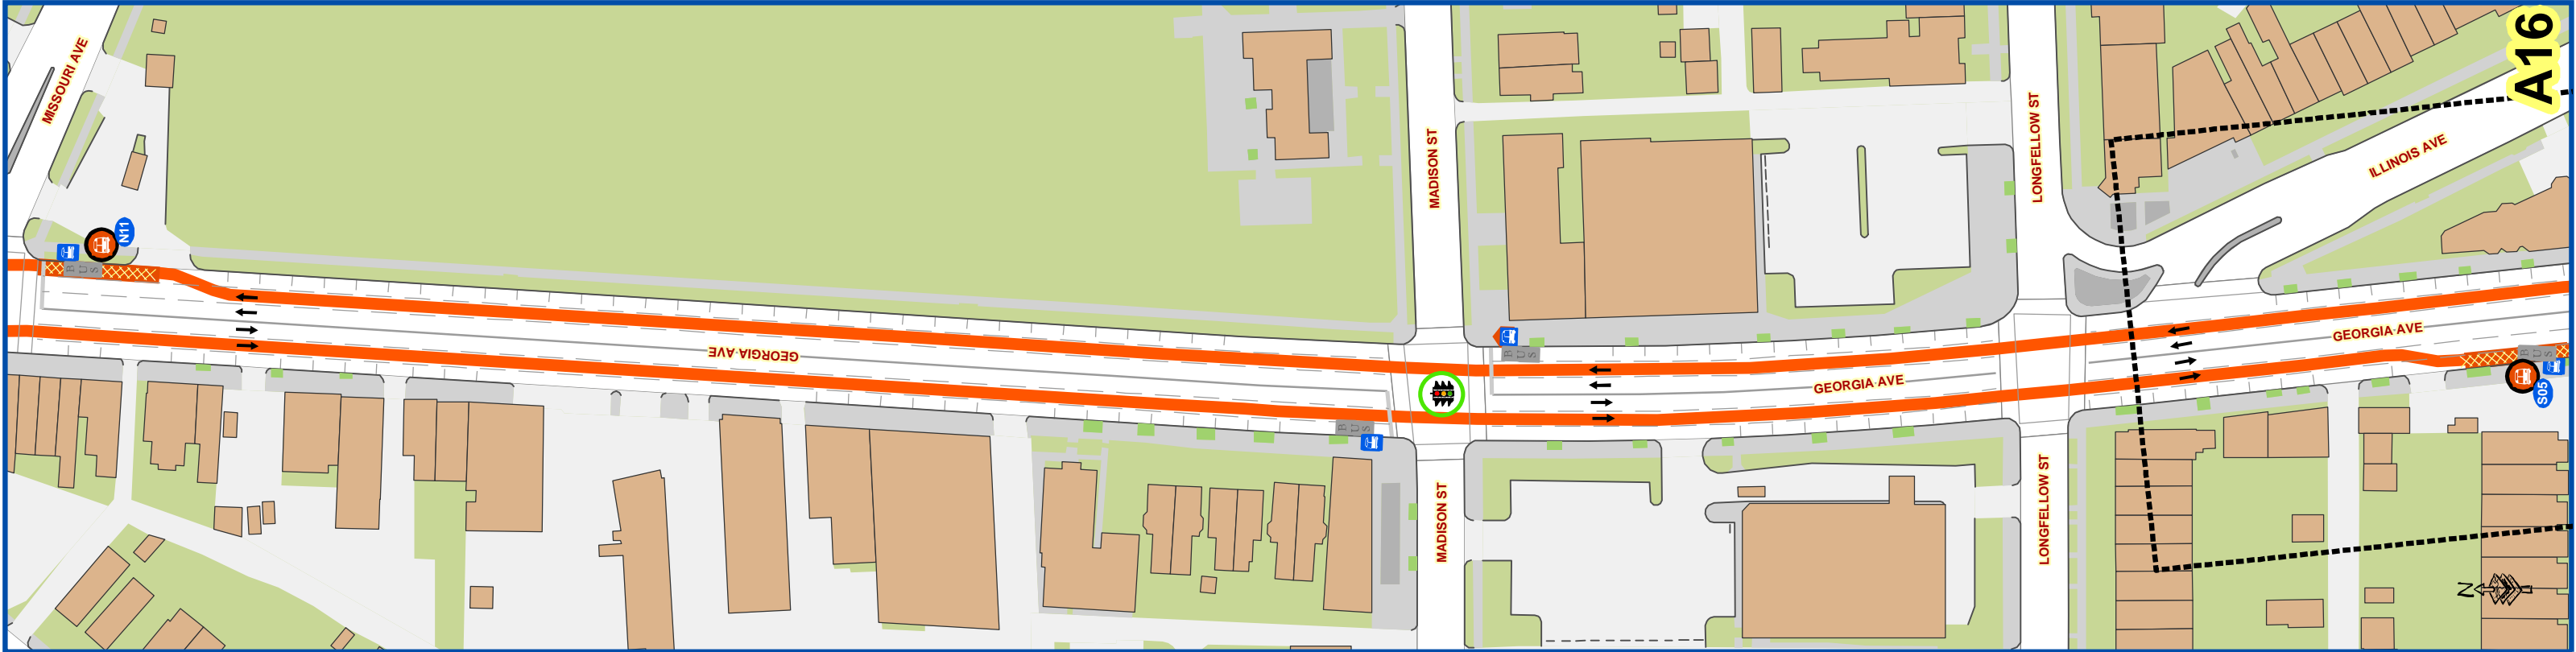 MISSOURI AVE
N11
BUS
GEORGIA AVE
BUS
MADISON ST
MADISON ST
BUS
GEORGIA AVE
LONGFELLOW ST
LONGFELLOW ST
ILLINOIS AVE
GEORGIA AVE
BUS
S05
A16
N